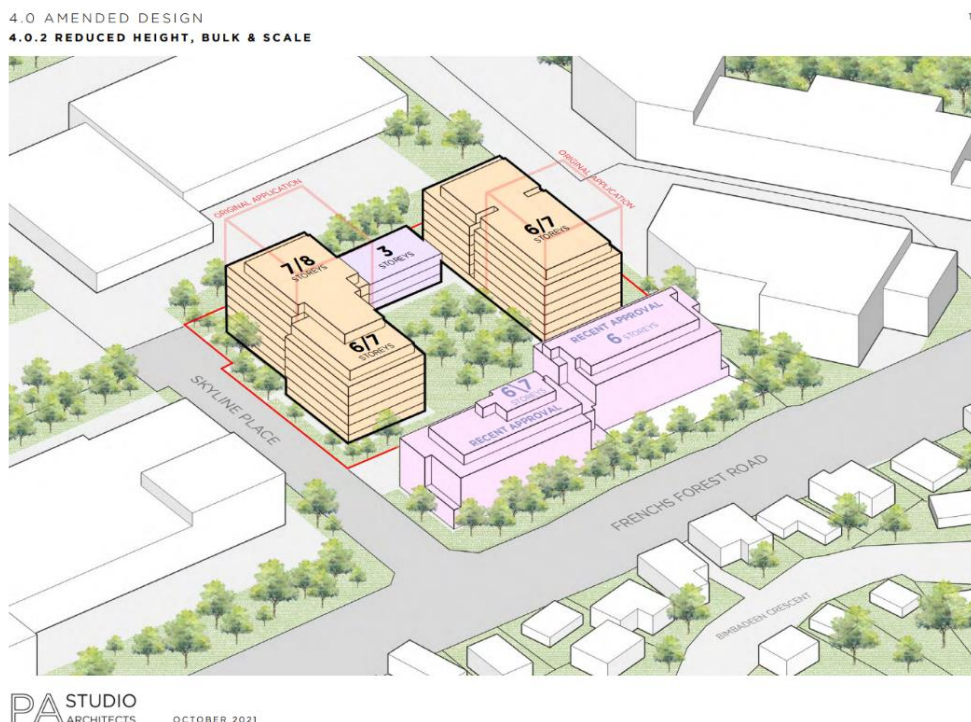 4.0 AMENDED DESIGN
4.0.2 REDUCED HEIGHT, BULK & SCALE
ORIGINAL APPLICATION
ORIGINAL APPLICATION
7/8
STOREYS
3
STOREYS
6/7
STOREYS
6/7
STOREYS
RECENT APPROVAL
6 STOREYS
6\7
STOREYS
RECENT APPROVAL
SKYLINE PLACE
FRENCHS FOREST ROAD
BIMBADEEN CRESCENT
PA STUDIO
ARCHITECTS
OCTOBER 2021